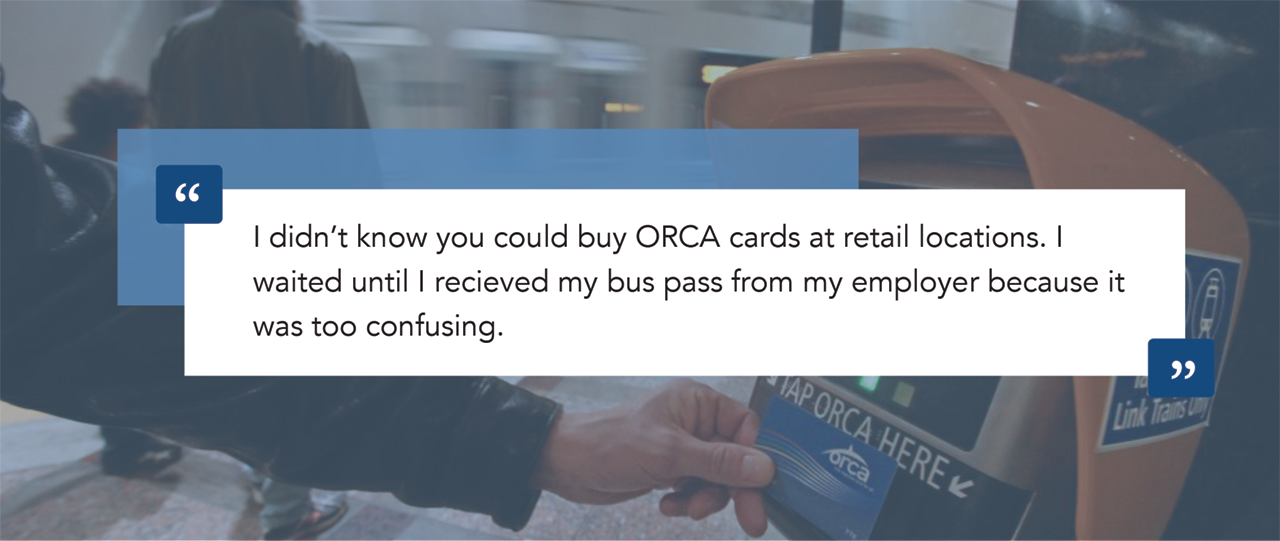 “
I didn’t know you could buy ORCA cards at retail locations. I
waited until I recieved my bus pass from my employer because it
was too confusing.
”
TAP ORCA HERE
orca
Link Trains Only